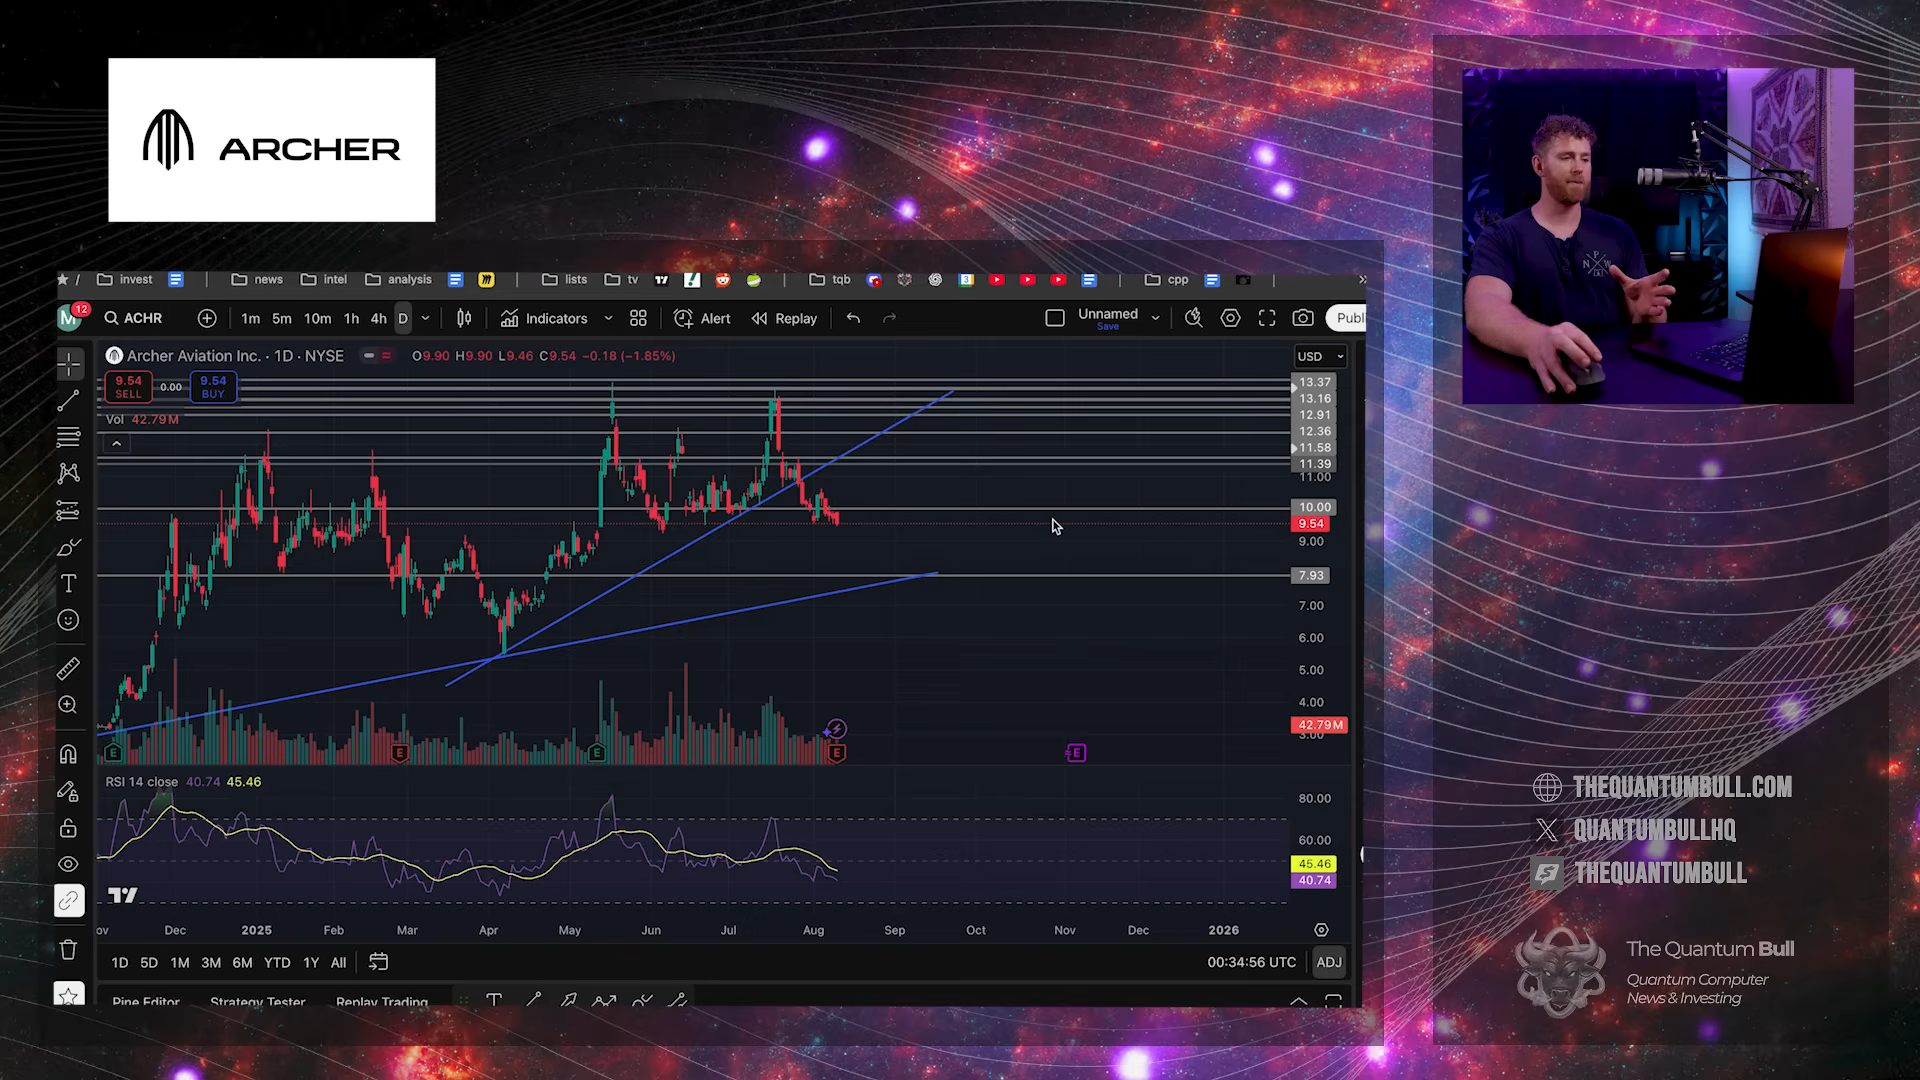 ARCHER
invest
news
intel
analysis
lists
tv
tqb
cpp
M
12
ACHR
1m 5m 10m 1h 4h D
Indicators
Alert
Replay
Unnamed
Save
Publ
Archer Aviation Inc. · 1D · NYSE
O9.90 H9.90 L9.46 C9.54 −0.18 (−1.85%)
USD
9.54
SELL
0.00
9.54
BUY
Vol 42.79M
13.37
13.16
12.91
12.36
11.58
11.39
11.00
10.00
9.54
9.00
7.93
7.00
6.00
5.00
4.00
42.79M
3.00
E
E
E
E
E
RSI 14 close 40.74 45.46
80.00
60.00
45.46
40.74
ov Dec 2025 Feb Mar Apr May Jun Jul Aug Sep Oct Nov Dec 2026
1D 5D 1M 3M 6M YTD 1Y All
00:34:56 UTC
ADJ
Pine Editor
Strategy Tester
Replay Trading
N P W
THEQUANTUMBULL.COM
QUANTUMBULLHQ
THEQUANTUMBULL
The Quantum Bull
Quantum Computer
News & Investing